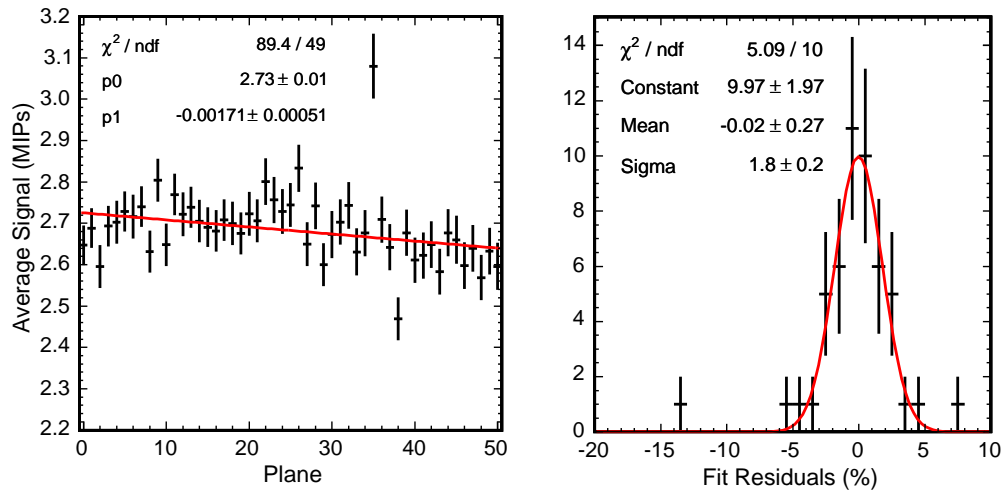 χ² / ndf 89.4 / 49
p0 2.73 ± 0.01
p1 -0.00171 ± 0.00051
3.2
3.1
3.0
2.9
2.8
2.7
2.6
2.5
2.4
2.3
2.2
Average Signal (MIPs)
0 10 20 30 40 50
Plane
χ² / ndf 5.09 / 10
Constant 9.97 ± 1.97
Mean -0.02 ± 0.27
Sigma 1.8 ± 0.2
14
12
10
8
6
4
2
0
-20 -15 -10 -5 0 5 10
Fit Residuals (%)